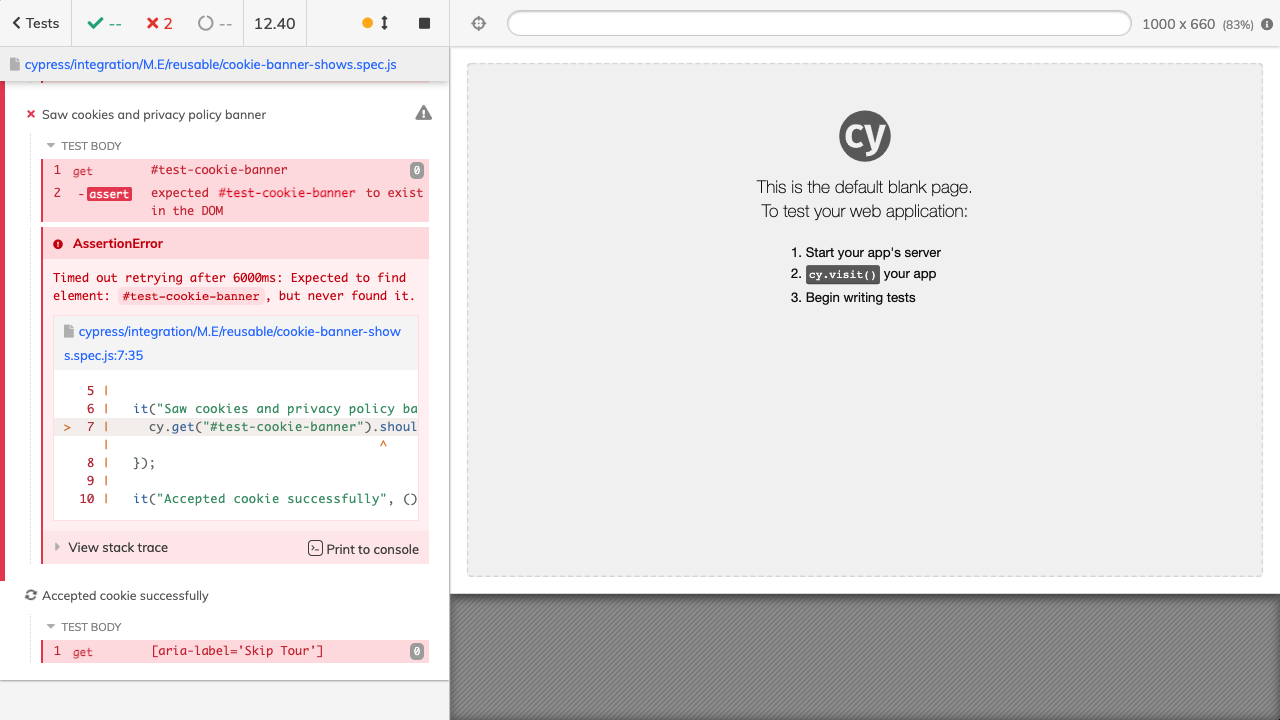 Tests
--
2
--
12.40
1000 x 660 (83%)
cypress/integration/M.E/reusable/cookie-banner-shows.spec.js
Saw cookies and privacy policy banner
TEST BODY
1 get #test-cookie-banner 0
2 -assert expected #test-cookie-banner to exist
in the DOM
AssertionError
Timed out retrying after 6000ms: Expected to find
element: #test-cookie-banner, but never found it.
cypress/integration/M.E/reusable/cookie-banner-show
s.spec.js:7:35
5 |
6 | it("Saw cookies and privacy policy ba
> 7 | cy.get("#test-cookie-banner").shoul
| ^
8 | });
9 |
10 | it("Accepted cookie successfully", ()
View stack trace
Print to console
Accepted cookie successfully
TEST BODY
1 get [aria-label='Skip Tour'] 0
cy
This is the default blank page.
To test your web application:
1. Start your app's server
2. cy.visit() your app
3. Begin writing tests